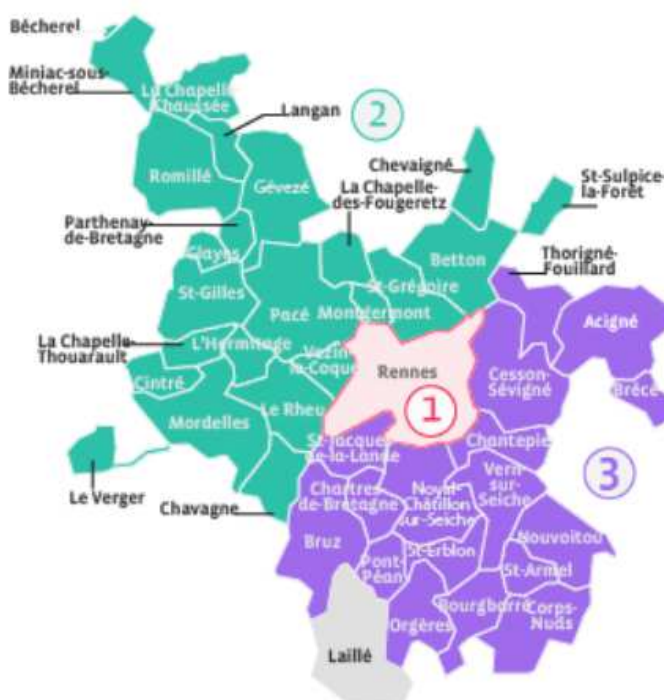 Bécherel
Miniac-sous-
Bécherel
La Chapelle
Chaussée
Langan
2
Romillé
Gévezé
Chevaigné
La Chapelle-
des-Fougeretz
St-Sulpice-
la-Forêt
Parthenay-
de-Bretagne
Clayes
Betton
Thorigné-
Fouillard
St-Gilles
St-Grégoire
Pacé
Montgermont
Acigné
La Chapelle-
Thouarault
L'Hermitage
Vezin-
la-Coque
Rennes
Cesson-
Sévigné
Brécé
Cintré
Mordelles
Le Rheu
1
St-Jacques
de-la-Lande
Chantepie
3
Le Verger
Chavagne
Chartres
de-Bretagne
Noyal-
Châtillon
sur-Seiche
Vern-
sur-
Seiche
Bruz
Nouvoitou
Pont-
Péan
St-Erblon
St-Armel
Bourgbarré
Corps-
Nuds
Orgères
Laillé